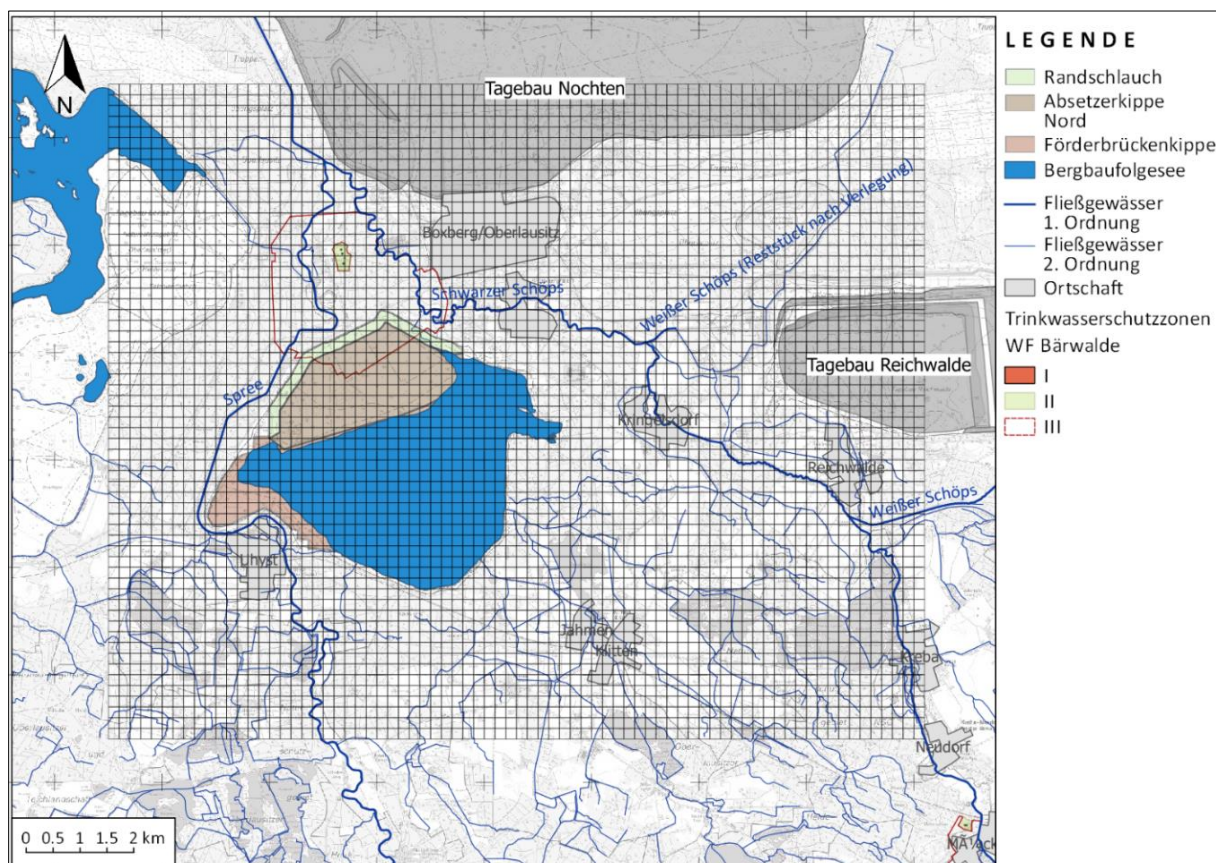 Tagebau Nochten
N
Boxberg/Oberlausitz
Schwarzer Schöps
Weißer Schöps (Reststück nach Verlegung)
Tagebau Reichwalde
Spree
Kringelsdorf
Reichwalde
Weißer Schöps
Uhyst
Jahmen
Klitten
Kreba
Neudorf
0 0.5 1 1.5 2 km
LEGENDE
Randschlauch
Absetzerkippe
Nord
Förderbrückenkippe
Bergbaufolgesee
Fließgewässer
1. Ordnung
Fließgewässer
2. Ordnung
Ortschaft
Trinkwasserschutzzonen
WF Bärwalde
I
II
III